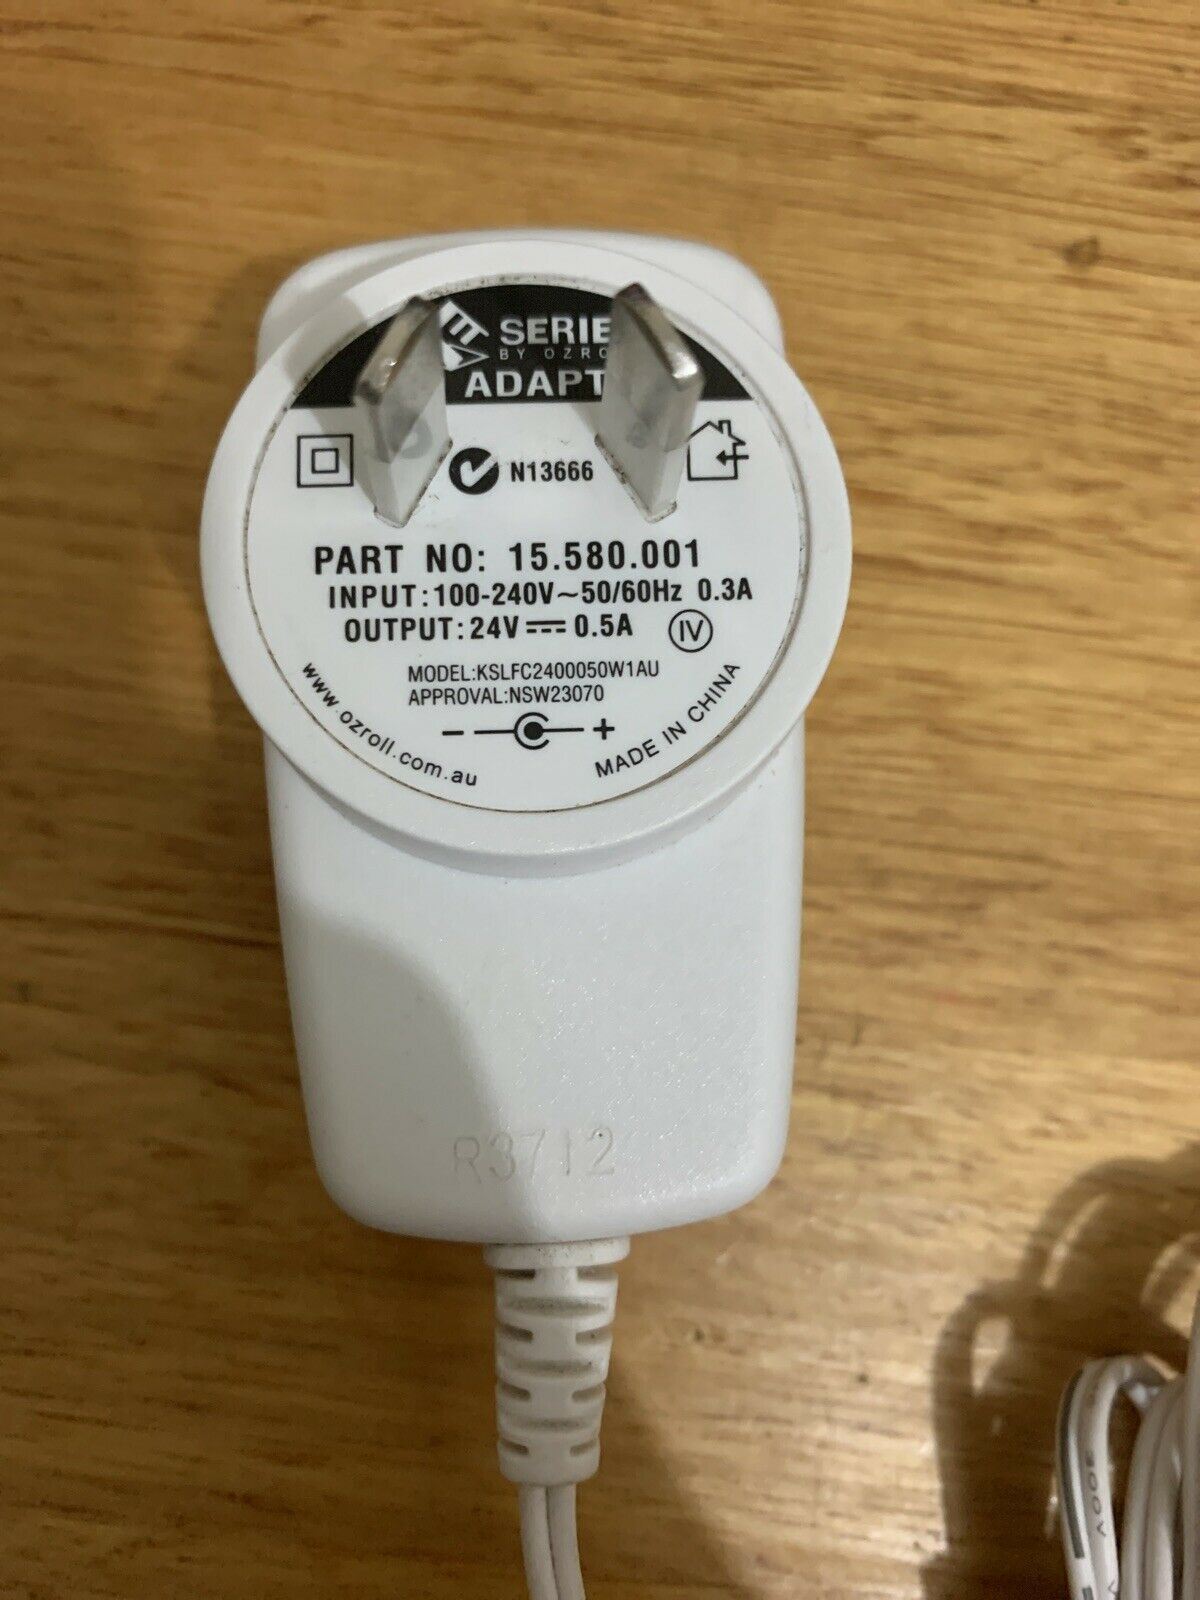 SERIE
BY OZRO
ADAPT
N13666
PART NO: 15.580.001
INPUT:100-240V~50/60Hz 0.3A
OUTPUT:24V⎓0.5A IV
MODEL:KSLFC2400050W1AU
APPROVAL:NSW23070
- +
www.ozroll.com.au
MADE IN CHINA
R3712
300V